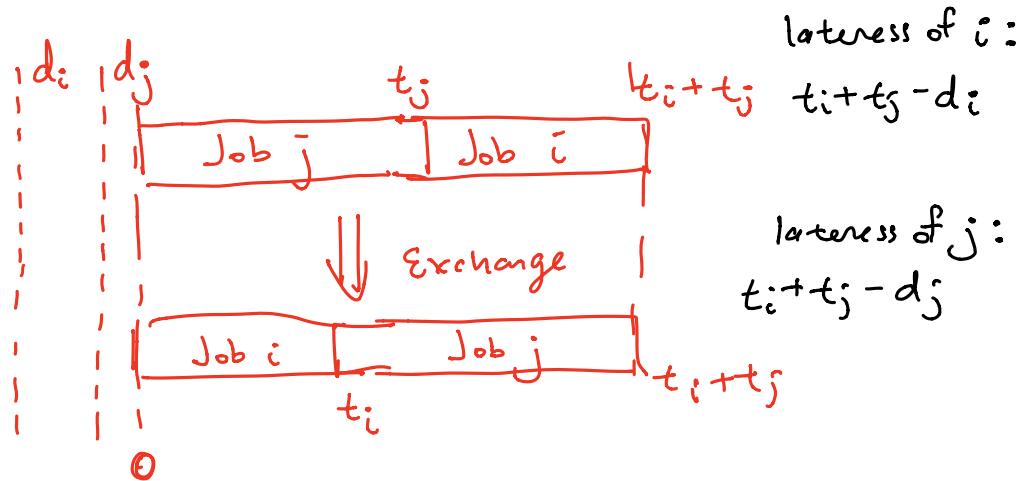 lateness of i :
di dj tj ti + tj ti + tj - di
Job j Job i
lateness of j :
Exchange
ti + tj - dj
Job i Job j
ti ti + tj
0